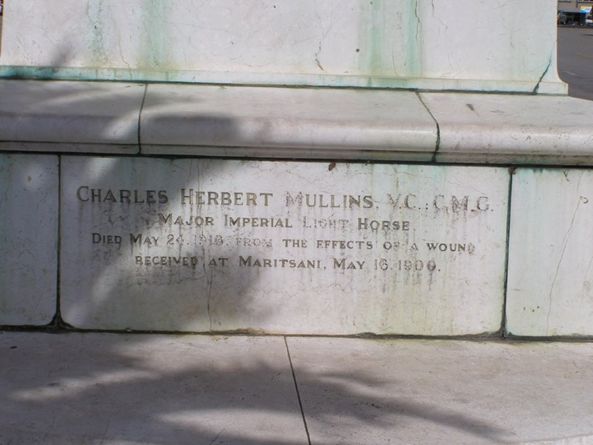 CHARLES HERBERT MULLINS. V.C.; C.M.G.
MAJOR IMPERIAL LIGHT HORSE
DIED MAY 24. 1916. FROM THE EFFECTS OF A WOUND
RECEIVED AT MARITSANI, MAY 16. 1900.